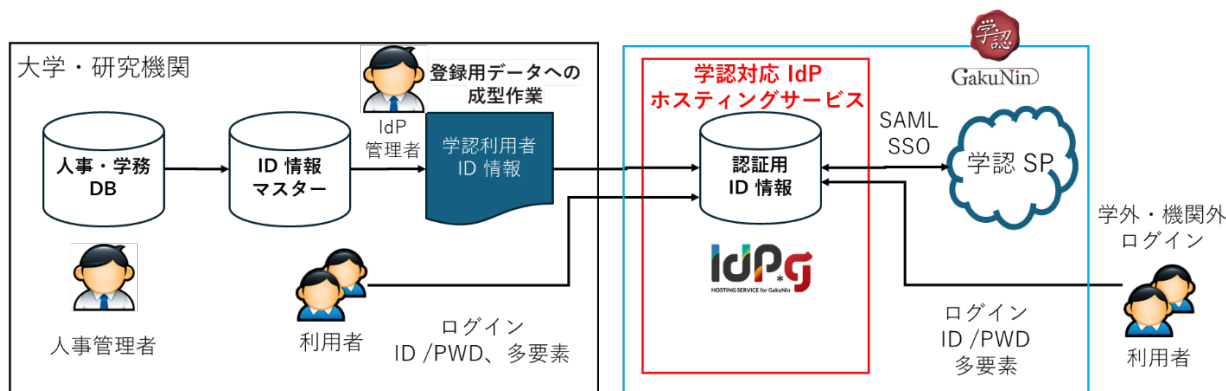 大学・研究機関
登録用データへの
成型作業
IdP
管理者
人事・学務
DB
ID 情報
マスター
学認利用者
ID 情報
人事管理者
利用者
ログイン
ID /PWD、多要素
学認対応 IdP
ホスティングサービス
認証用
ID 情報
IdP*g
HOSTING SERVICE for GakuNin
学認
GakuNin
SAML
SSO
学認 SP
学外・機関外
ログイン
ログイン
ID /PWD
多要素
利用者